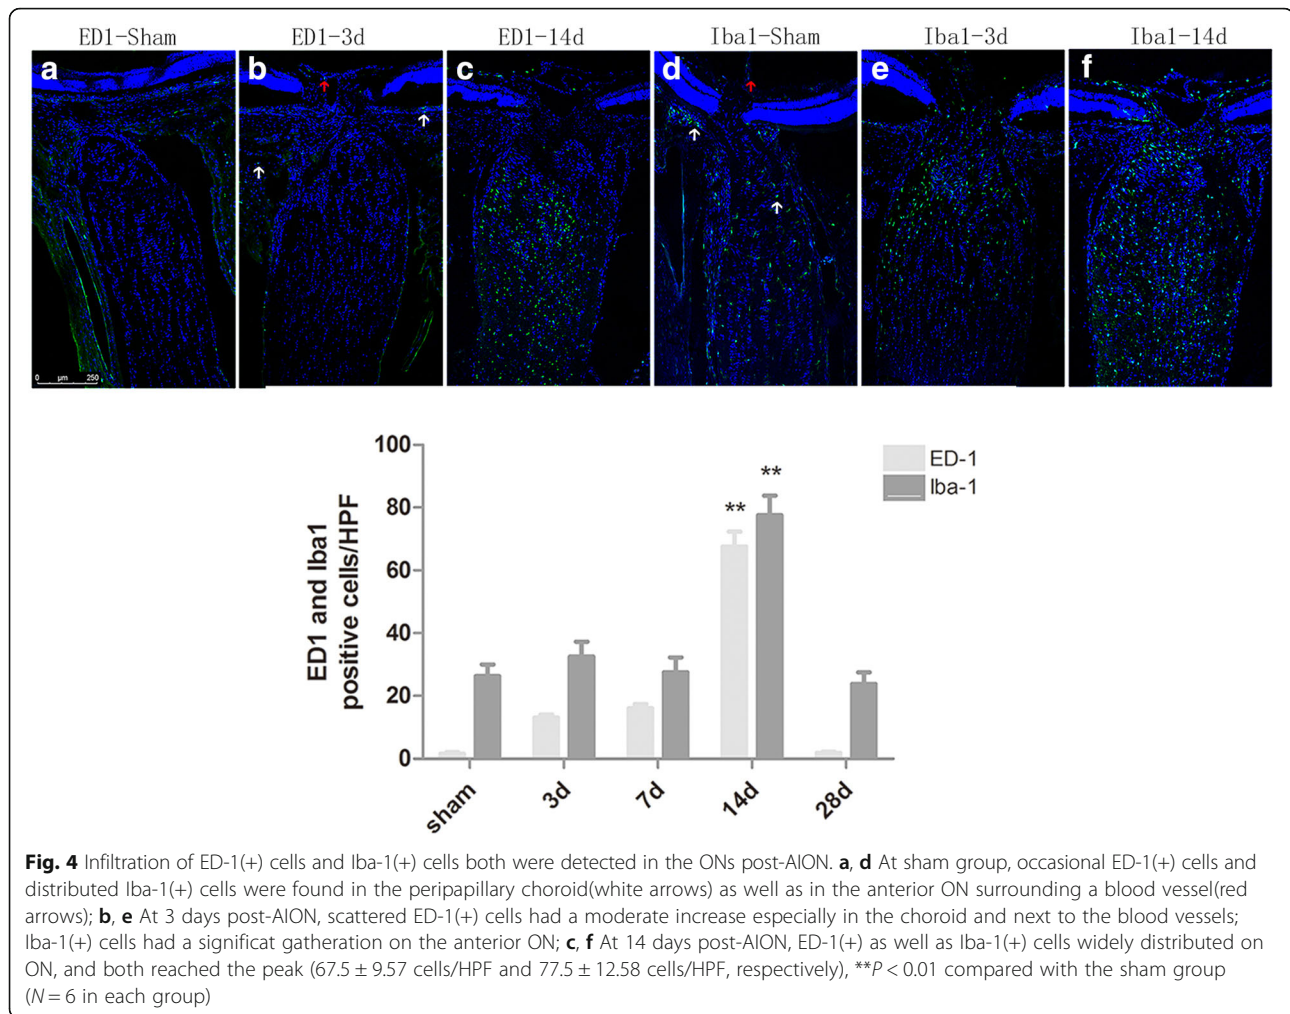 ED1-Sham ED1-3d ED1-14d Iba1-Sham Iba1-3d Iba1-14d
a b c d e f
0 μm 250
100
80
60
40
20
0
ED1 and Iba1
positive cells/HPF
ED-1
Iba-1
** **
sham 3d 7d 14d 28d
Fig. 4 Infiltration of ED-1(+) cells and Iba-1(+) cells both were detected in the ONs post-AION. a, d At sham group, occasional ED-1(+) cells and
distributed Iba-1(+) cells were found in the peripapillary choroid(white arrows) as well as in the anterior ON surrounding a blood vessel(red
arrows); b, e At 3 days post-AION, scattered ED-1(+) cells had a moderate increase especially in the choroid and next to the blood vessels;
Iba-1(+) cells had a significat gatheration on the anterior ON; c, f At 14 days post-AION, ED-1(+) as well as Iba-1(+) cells widely distributed on
ON, and both reached the peak (67.5 ± 9.57 cells/HPF and 77.5 ± 12.58 cells/HPF, respectively), **P < 0.01 compared with the sham group
(N = 6 in each group)